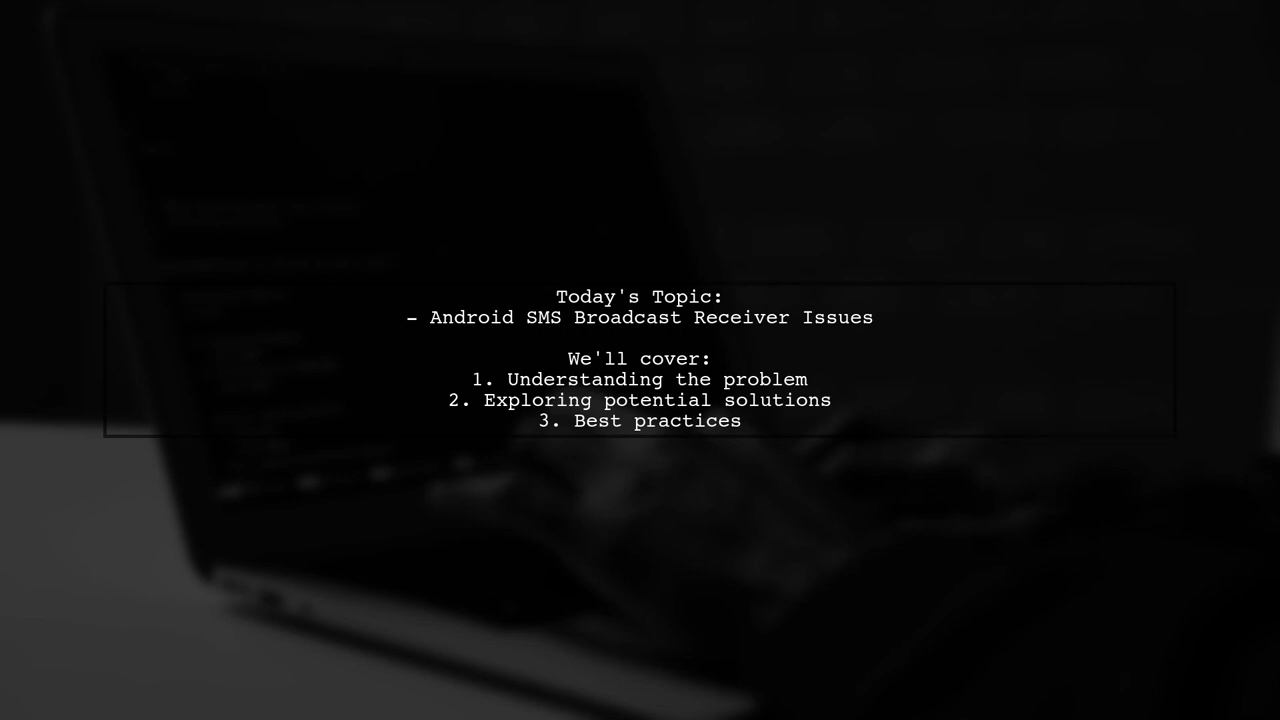 Today's Topic:
– Android SMS Broadcast Receiver Issues
We'll cover:
1. Understanding the problem
2. Exploring potential solutions
3. Best practices